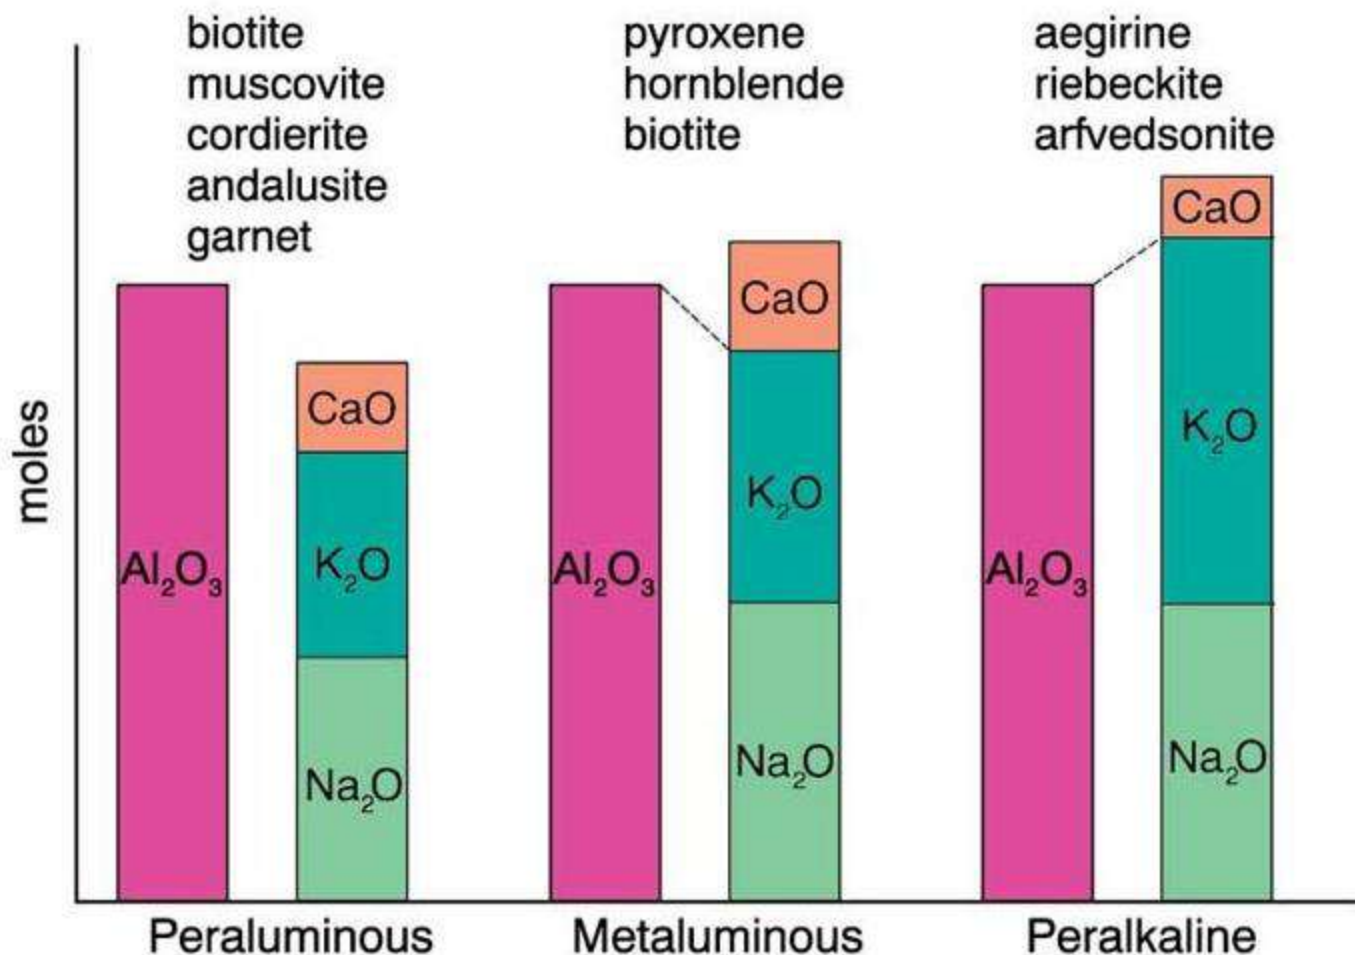 biotite
muscovite
cordierite
andalusite
garnet
pyroxene
hornblende
biotite
aegirine
riebeckite
arfvedsonite
moles
Al₂O₃
CaO
K₂O
Na₂O
Al₂O₃
CaO
K₂O
Na₂O
Al₂O₃
CaO
K₂O
Na₂O
Peraluminous
Metaluminous
Peralkaline